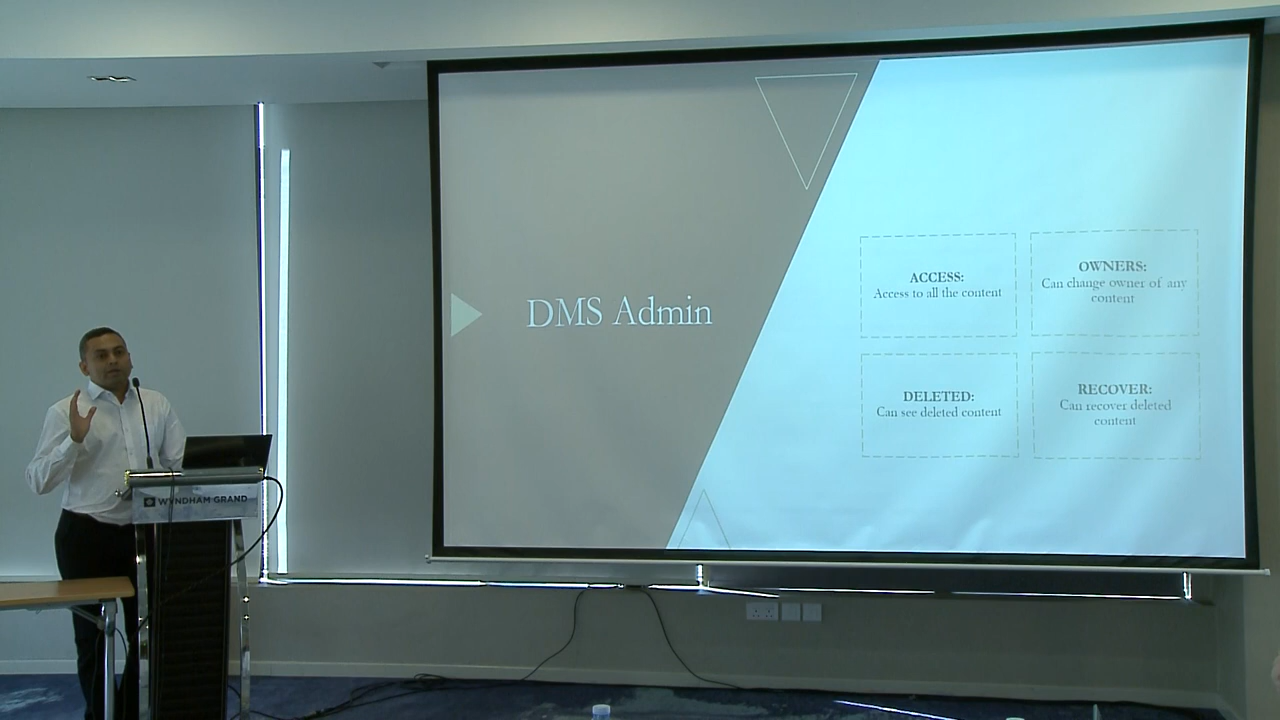 DMS Admin
ACCESS:
Access to all the content
OWNERS:
Can change owner of any
content
DELETED:
Can see deleted content
RECOVER:
Can recover deleted
content
WYNDHAM GRAND